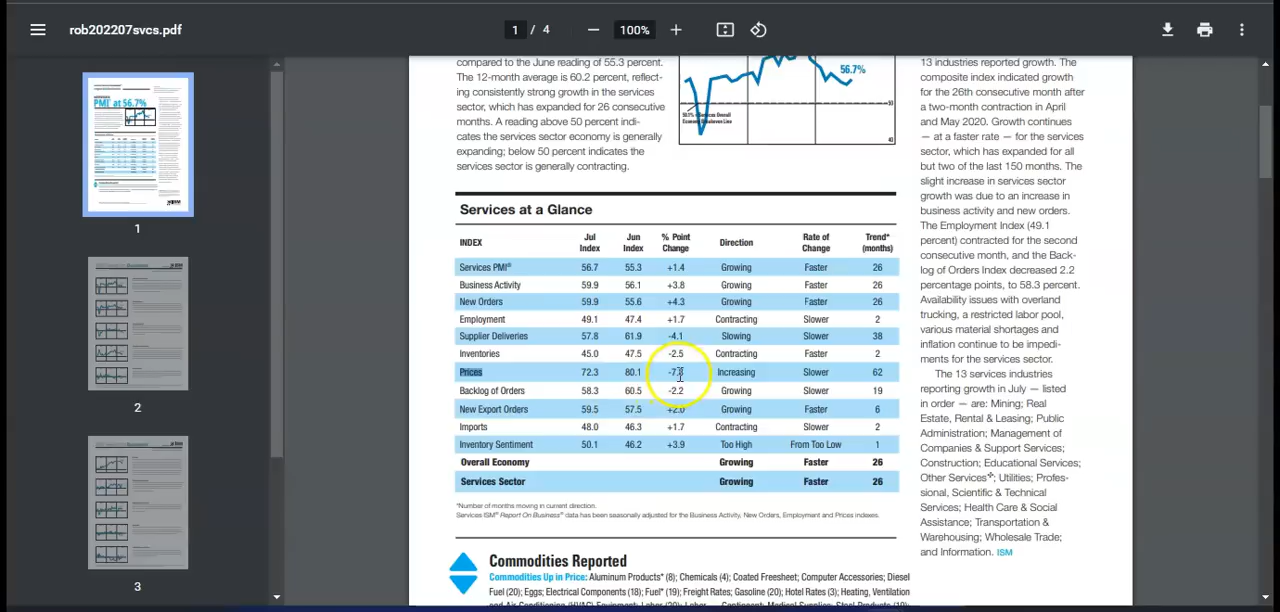 rob202207svcs.pdf
1 / 4
100%
1
2
3
compared to the June reading of 55.3 percent.
The 12-month average is 60.2 percent, reflect-
ing consistently strong growth in the services
sector, which has expanded for 26 consecutive
months. A reading above 50 percent indi-
cates the services sector economy is generally
expanding; below 50 percent indicates the
services sector is generally contracting.
56.7%
Services at a Glance
INDEX Jul Index Jun Index % Point Change Direction Rate of Change Trend* (months)
Services PMI® 56.7 55.3 +1.4 Growing Faster 26
Business Activity 59.9 56.1 +3.8 Growing Faster 26
New Orders 59.9 55.6 +4.3 Growing Faster 26
Employment 49.1 47.4 +1.7 Contracting Slower 2
Supplier Deliveries 57.8 61.9 -4.1 Slowing Slower 38
Inventories 45.0 47.5 -2.5 Contracting Faster 2
Prices 72.3 80.1 Increasing Slower 62
Backlog of Orders 58.3 60.5 -2.2 Growing Slower 19
New Export Orders 59.5 57.5 +2.0 Growing Faster 6
Imports 48.0 46.3 +1.7 Contracting Slower 2
Inventory Sentiment 50.1 46.2 +3.9 Too High From Too Low 1
Overall Economy Growing Faster 26
Services Sector Growing Faster 26
*Number of months moving in current direction.
Services ISM® Report On Business® data has been seasonally adjusted for the Business Activity, New Orders, Employment and Prices indexes.
Commodities Reported
Commodities Up in Price: Aluminum Products* (8); Chemicals (4); Coated Freesheet; Computer Accessories; Diesel
Fuel (20); Eggs; Electrical Components (18); Fuel* (19); Freight Rates; Gasoline (20); Hotel Rates (3); Heating, Ventilation
13 industries reported growth. The
composite index indicated growth
for the 26th consecutive month after
a two-month contraction in April
and May 2020. Growth continues
— at a faster rate — for the services
sector, which has expanded for all
but two of the last 150 months. The
slight increase in services sector
growth was due to an increase in
business activity and new orders.
The Employment Index (49.1
percent) contracted for the second
consecutive month, and the Back-
log of Orders Index decreased 2.2
percentage points, to 58.3 percent.
Availability issues with overland
trucking, a restricted labor pool,
various material shortages and
inflation continue to be impedi-
ments for the services sector.
The 13 services industries
reporting growth in July — listed
in order — are: Mining; Real
Estate, Rental & Leasing; Public
Administration; Management of
Companies & Support Services;
Construction; Educational Services;
Other Services; Utilities; Profes-
sional, Scientific & Technical
Services; Health Care & Social
Assistance; Transportation &
Warehousing; Wholesale Trade;
and Information. ISM